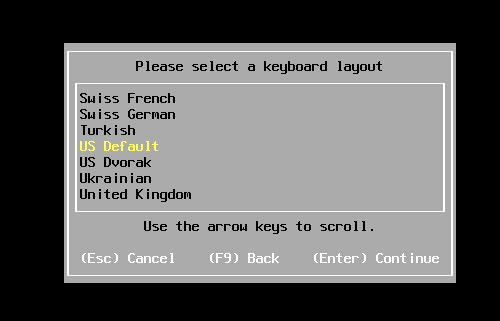 Please select a keyboard layout
Swiss French
Swiss German
Turkish
US Default
US Dvorak
Ukrainian
United Kingdom
Use the arrow keys to scroll.
(Esc) Cancel (F9) Back (Enter) Continue